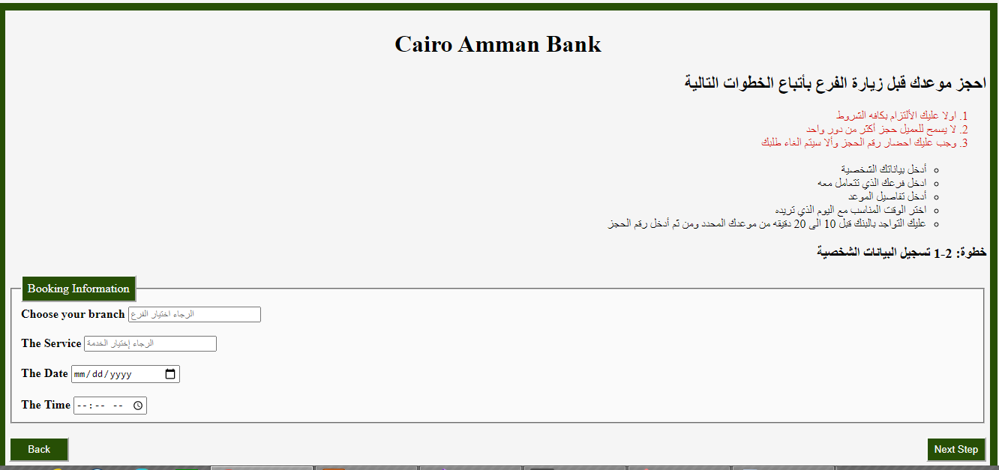 Cairo Amman Bank
احجز موعدك قبل زيارة الفرع بأتباع الخطوات التالية
1. اولا عليك الألتزام بكافه الشروط
2. لا يسمح للعميل حجز أكثر من دور واحد
3. وجب عليك احضار رقم الحجز وألا سيتم الغاء طلبك
أدخل بياناتك الشخصية
ادخل فرعك الذي تتعامل معه
أدخل تفاصيل الموعد
اختر الوقت المناسب مع اليوم الذي تريده
عليك التواجد بالبنك قبل 10 الى 20 دقيقه من موعدك المحدد ومن ثم أدخل رقم الحجز
خطوة: 2-1 تسجيل البيانات الشخصية
Booking Information
Choose your branch الرجاء اختيار الفرع
The Service الرجاء إختيار الخدمة
The Date mm/dd/yyyy
The Time --:-- --
Back
Next Step